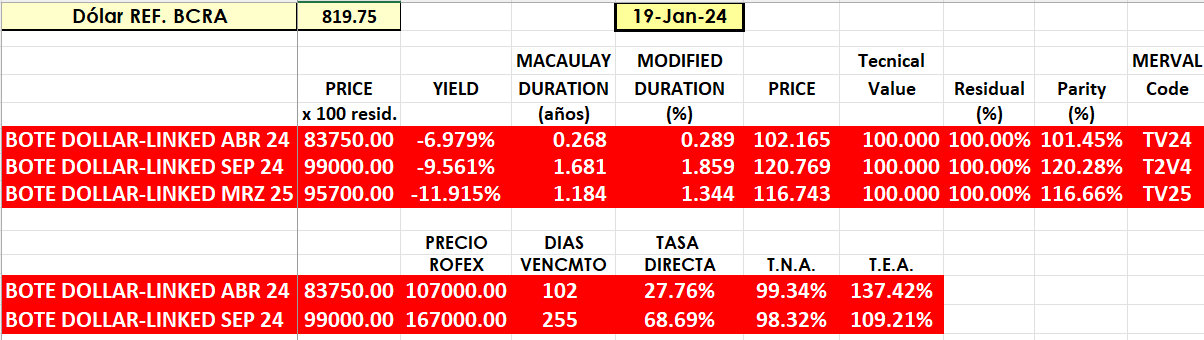 Dólar REF. BCRA 819.75 19-Jan-24
MACAULAY MODIFIED Tecnical MERVAL
PRICE YIELD DURATION DURATION PRICE Value Residual Parity Code
x 100 resid. (años) (%) (%) (%)
BOTE DOLLAR-LINKED ABR 24 83750.00 -6.979% 0.268 0.289 102.165 100.000 100.00% 101.45% TV24
BOTE DOLLAR-LINKED SEP 24 99000.00 -9.561% 1.681 1.859 120.769 100.000 100.00% 120.28% T2V4
BOTE DOLLAR-LINKED MRZ 25 95700.00 -11.915% 1.184 1.344 116.743 100.000 100.00% 116.66% TV25
PRECIO DIAS TASA
ROFEX VENCMTO DIRECTA T.N.A. T.E.A.
BOTE DOLLAR-LINKED ABR 24 83750.00 107000.00 102 27.76% 99.34% 137.42%
BOTE DOLLAR-LINKED SEP 24 99000.00 167000.00 255 68.69% 98.32% 109.21%